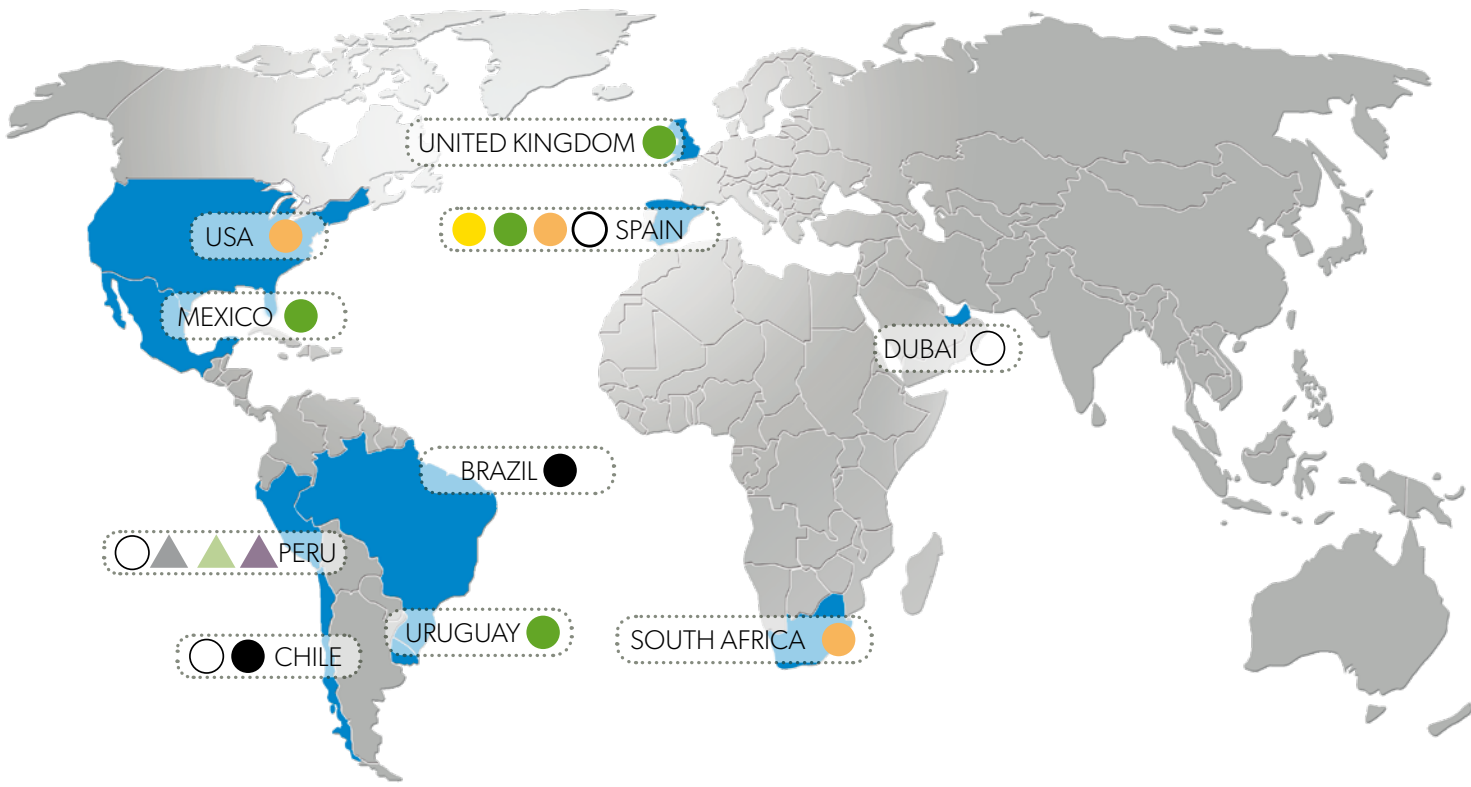 UNITED KINGDOM
USA
SPAIN
MEXICO
DUBAI
BRAZIL
PERU
URUGUAY
SOUTH AFRICA
CHILE